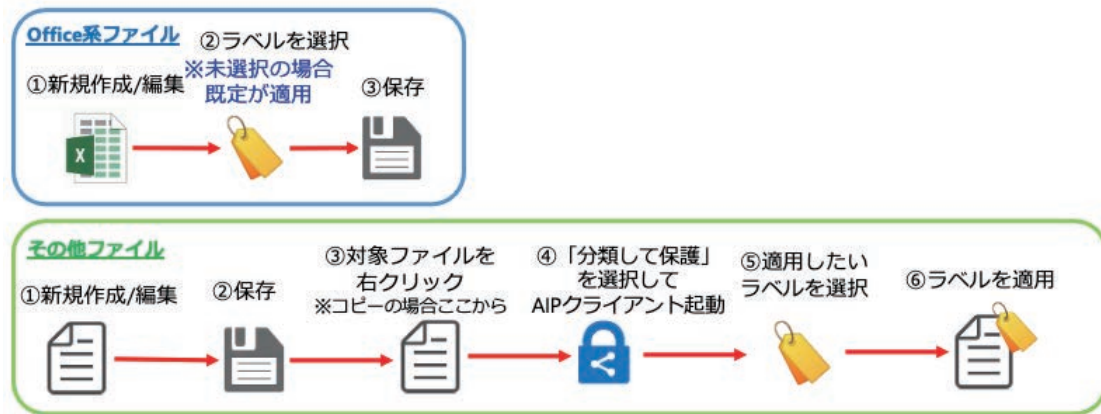 Office系ファイル
①新規作成/編集
②ラベルを選択
※未選択の場合
既定が適用
③保存
X
その他ファイル
①新規作成/編集
②保存
③対象ファイルを
右クリック
※コピーの場合ここから
④「分類して保護」
を選択して
AIPクライアント起動
⑤適用したい
ラベルを選択
⑥ラベルを適用